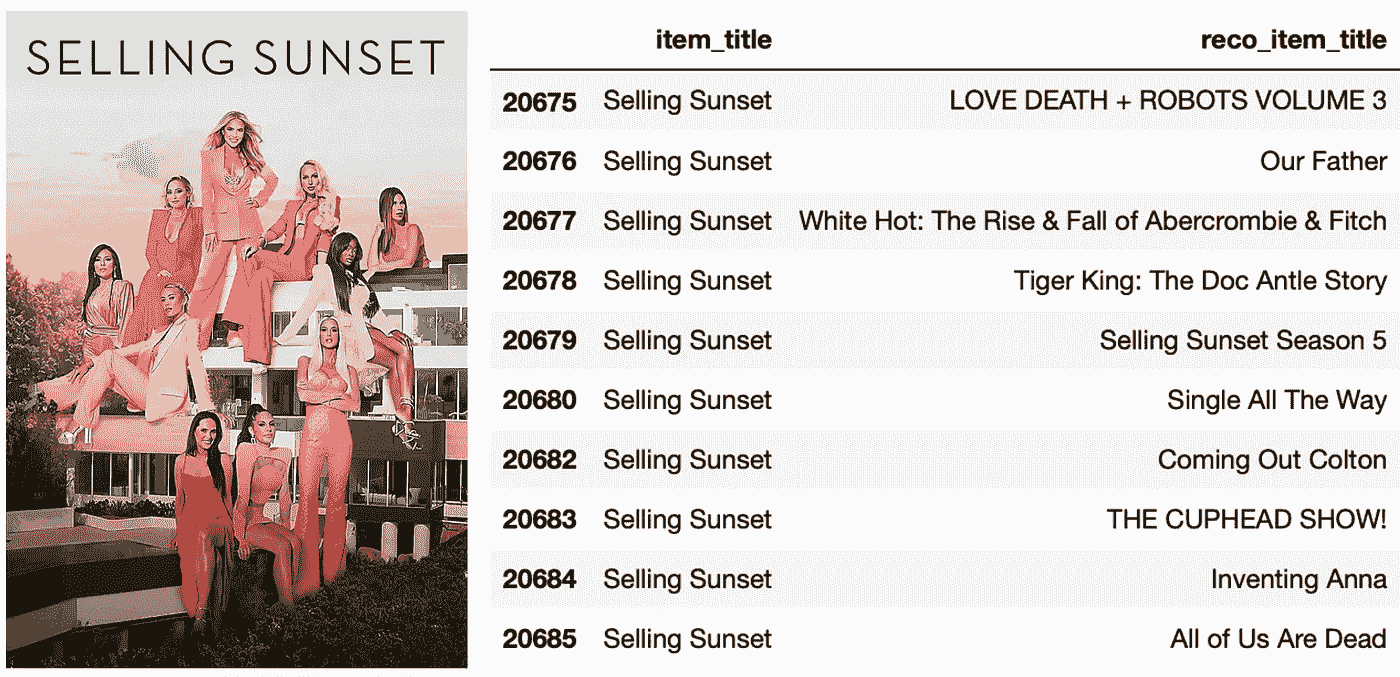 SELLING SUNSET
item_title reco_item_title
20675 Selling Sunset LOVE DEATH + ROBOTS VOLUME 3
20676 Selling Sunset Our Father
20677 Selling Sunset White Hot: The Rise & Fall of Abercrombie & Fitch
20678 Selling Sunset Tiger King: The Doc Antle Story
20679 Selling Sunset Selling Sunset Season 5
20680 Selling Sunset Single All The Way
20682 Selling Sunset Coming Out Colton
20683 Selling Sunset THE CUPHEAD SHOW!
20684 Selling Sunset Inventing Anna
20685 Selling Sunset All of Us Are Dead